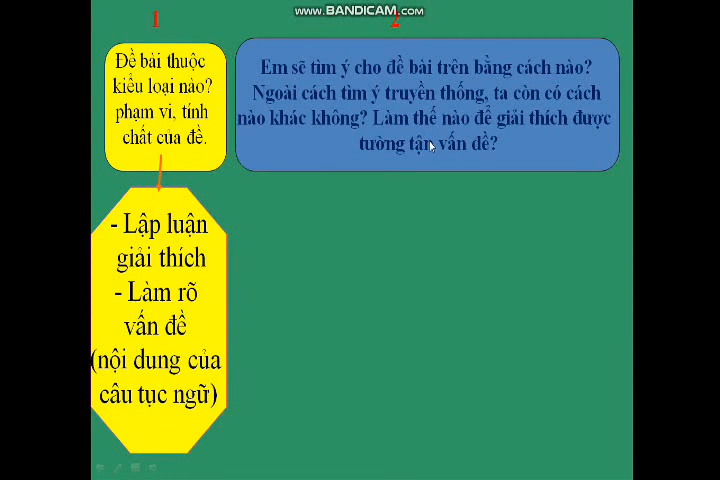 www.BANDICAM.com
1
2
Đề bài thuộc
kiểu loại nào?
phạm vi, tính
chất của đề.
Em sẽ tìm ý cho đề bài trên bằng cách nào?
Ngoài cách tìm ý truyền thống, ta còn có cách
nào khác không? Làm thế nào để giải thích được
tường tận vấn đề?
- Lập luận
giải thích
- Làm rõ
vấn đề
(nội dung của
câu tục ngữ)